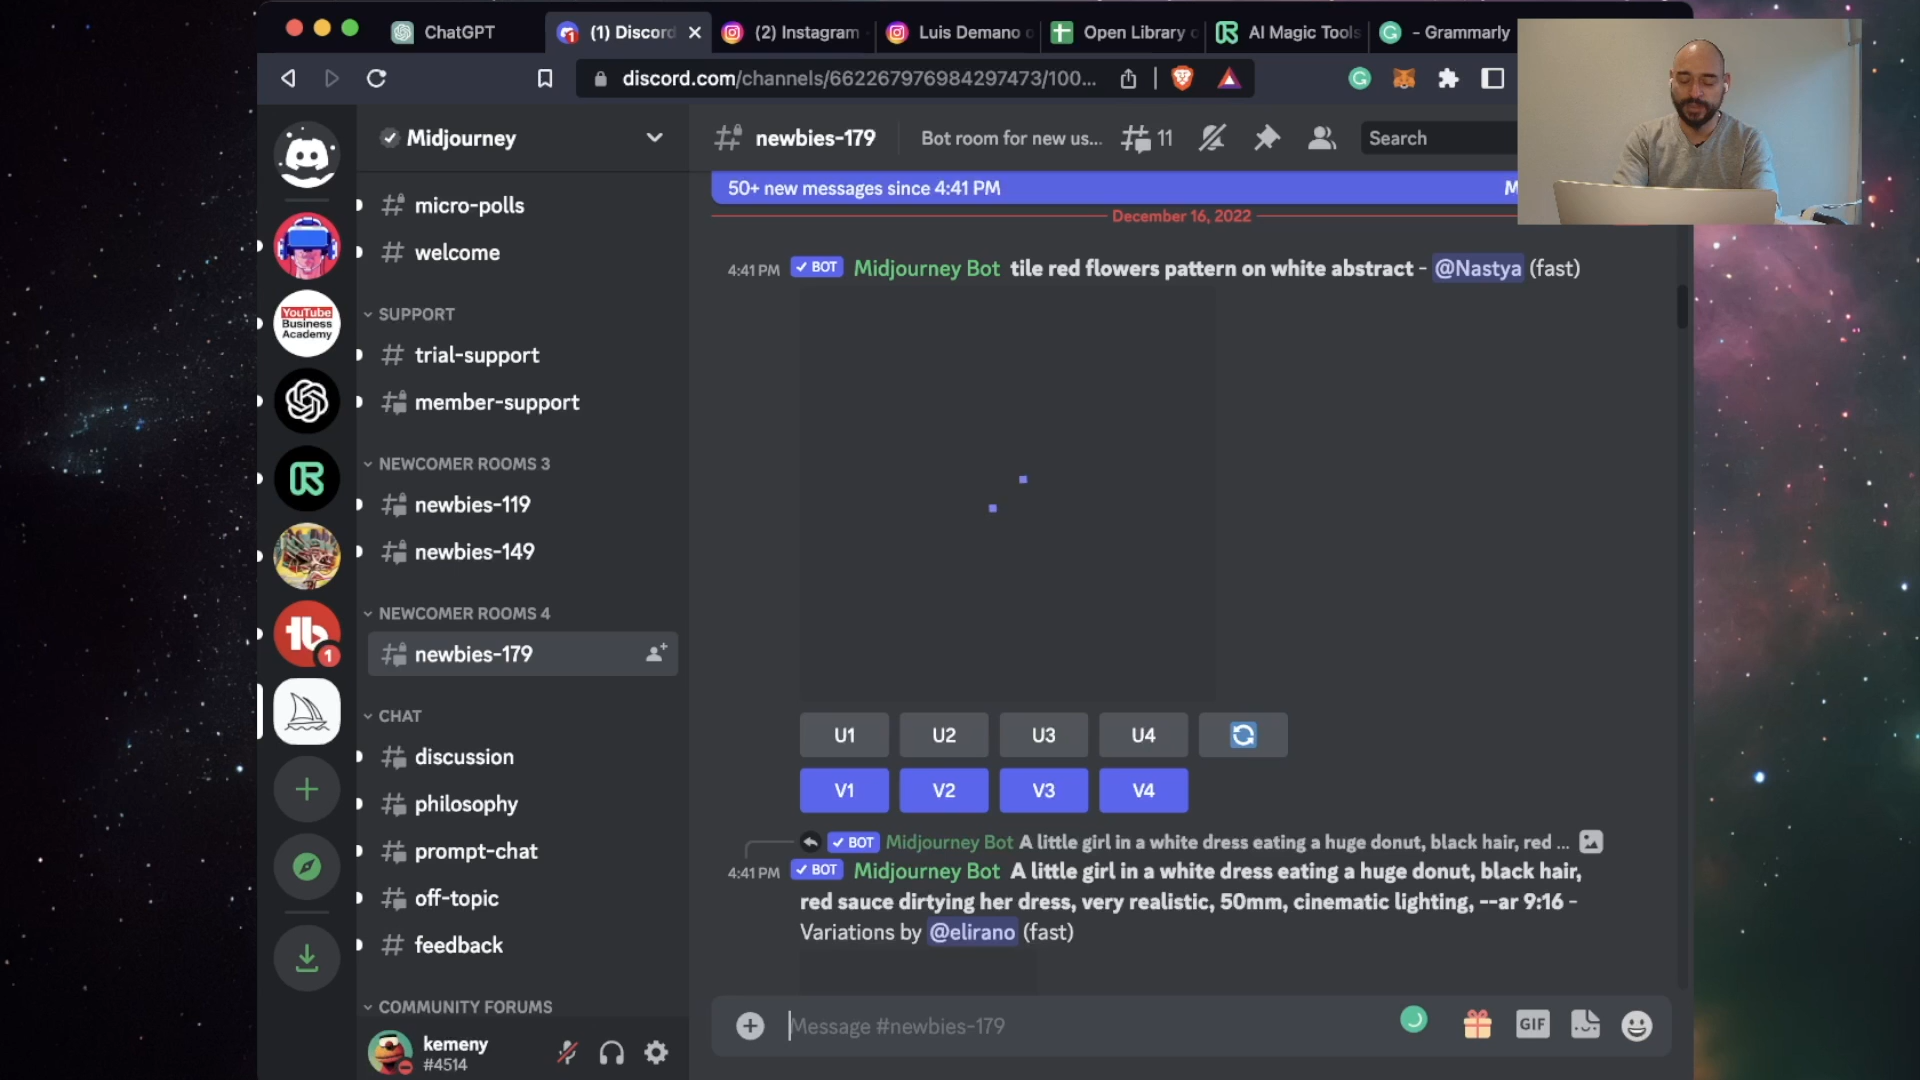 ChatGPT
(1) Discord
(2) Instagram
Luis Demano
Open Library
AI Magic Tools
- Grammarly
discord.com/channels/662267976984297473/100...
Midjourney
newbies-179
Bot room for new us...
11
Search
50+ new messages since 4:41 PM
December 16, 2022
micro-polls
welcome
SUPPORT
trial-support
member-support
NEWCOMER ROOMS 3
newbies-119
newbies-149
NEWCOMER ROOMS 4
newbies-179
CHAT
discussion
philosophy
prompt-chat
off-topic
feedback
COMMUNITY FORUMS
kemeny
#4514
YouTube
Business
Academy
1
4:41 PM BOT Midjourney Bot tile red flowers pattern on white abstract - @Nastya (fast)
U1 U2 U3 U4
V1 V2 V3 V4
BOT Midjourney Bot A little girl in a white dress eating a huge donut, black hair, red ...
4:41 PM BOT Midjourney Bot A little girl in a white dress eating a huge donut, black hair,
red sauce dirtying her dress, very realistic, 50mm, cinematic lighting, --ar 9:16 -
Variations by @elirano (fast)
Message #newbies-179
GIF